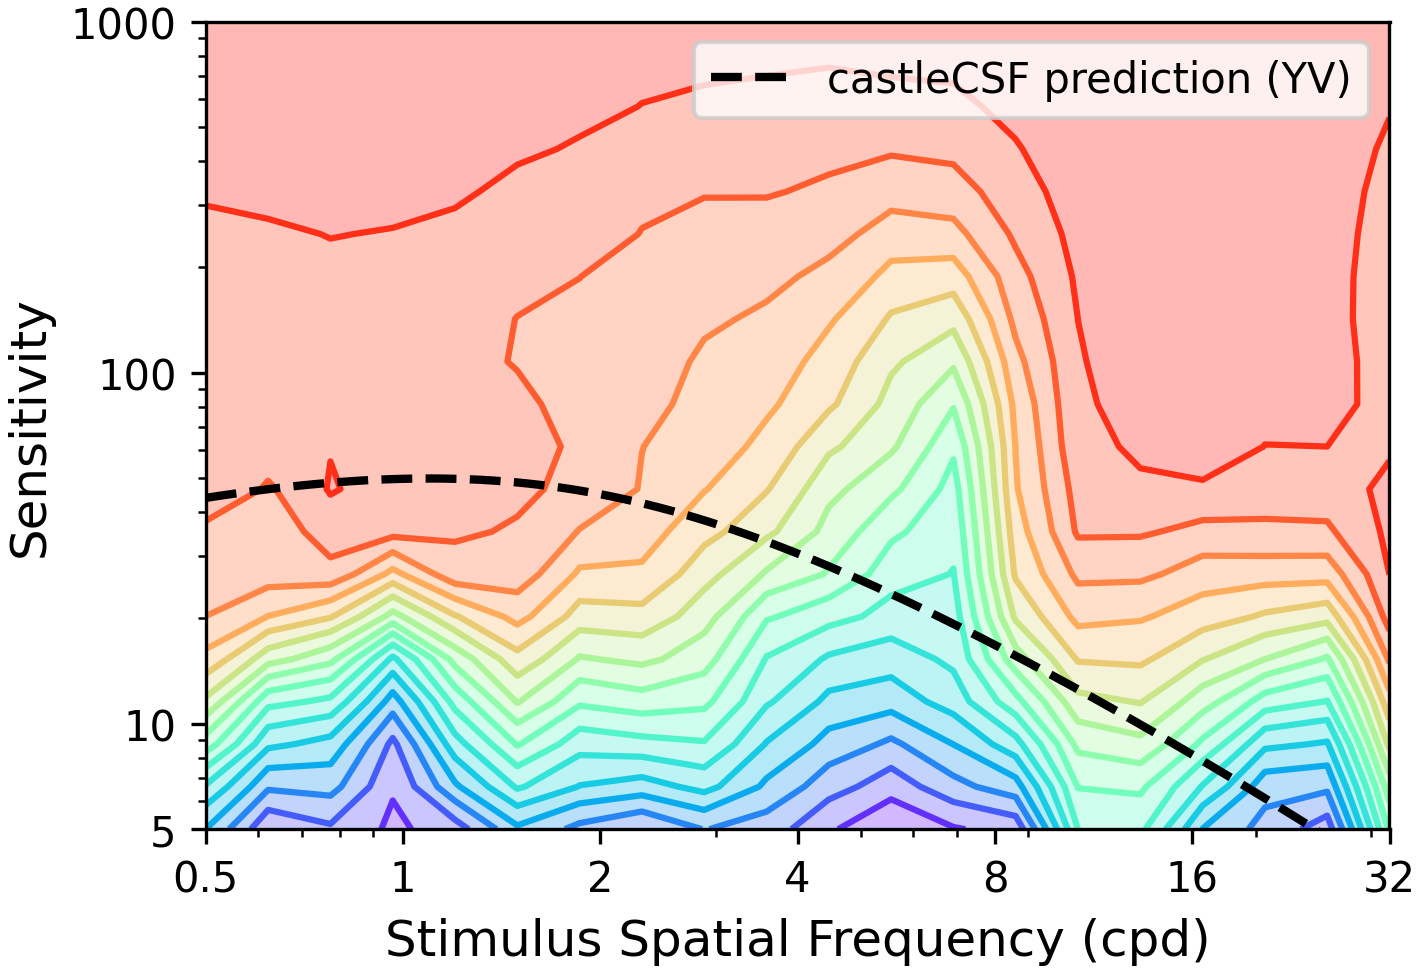 1000
castleCSF prediction (YV)
Sensitivity
100
10
5
0.5 1 2 4 8 16 32
Stimulus Spatial Frequency (cpd)